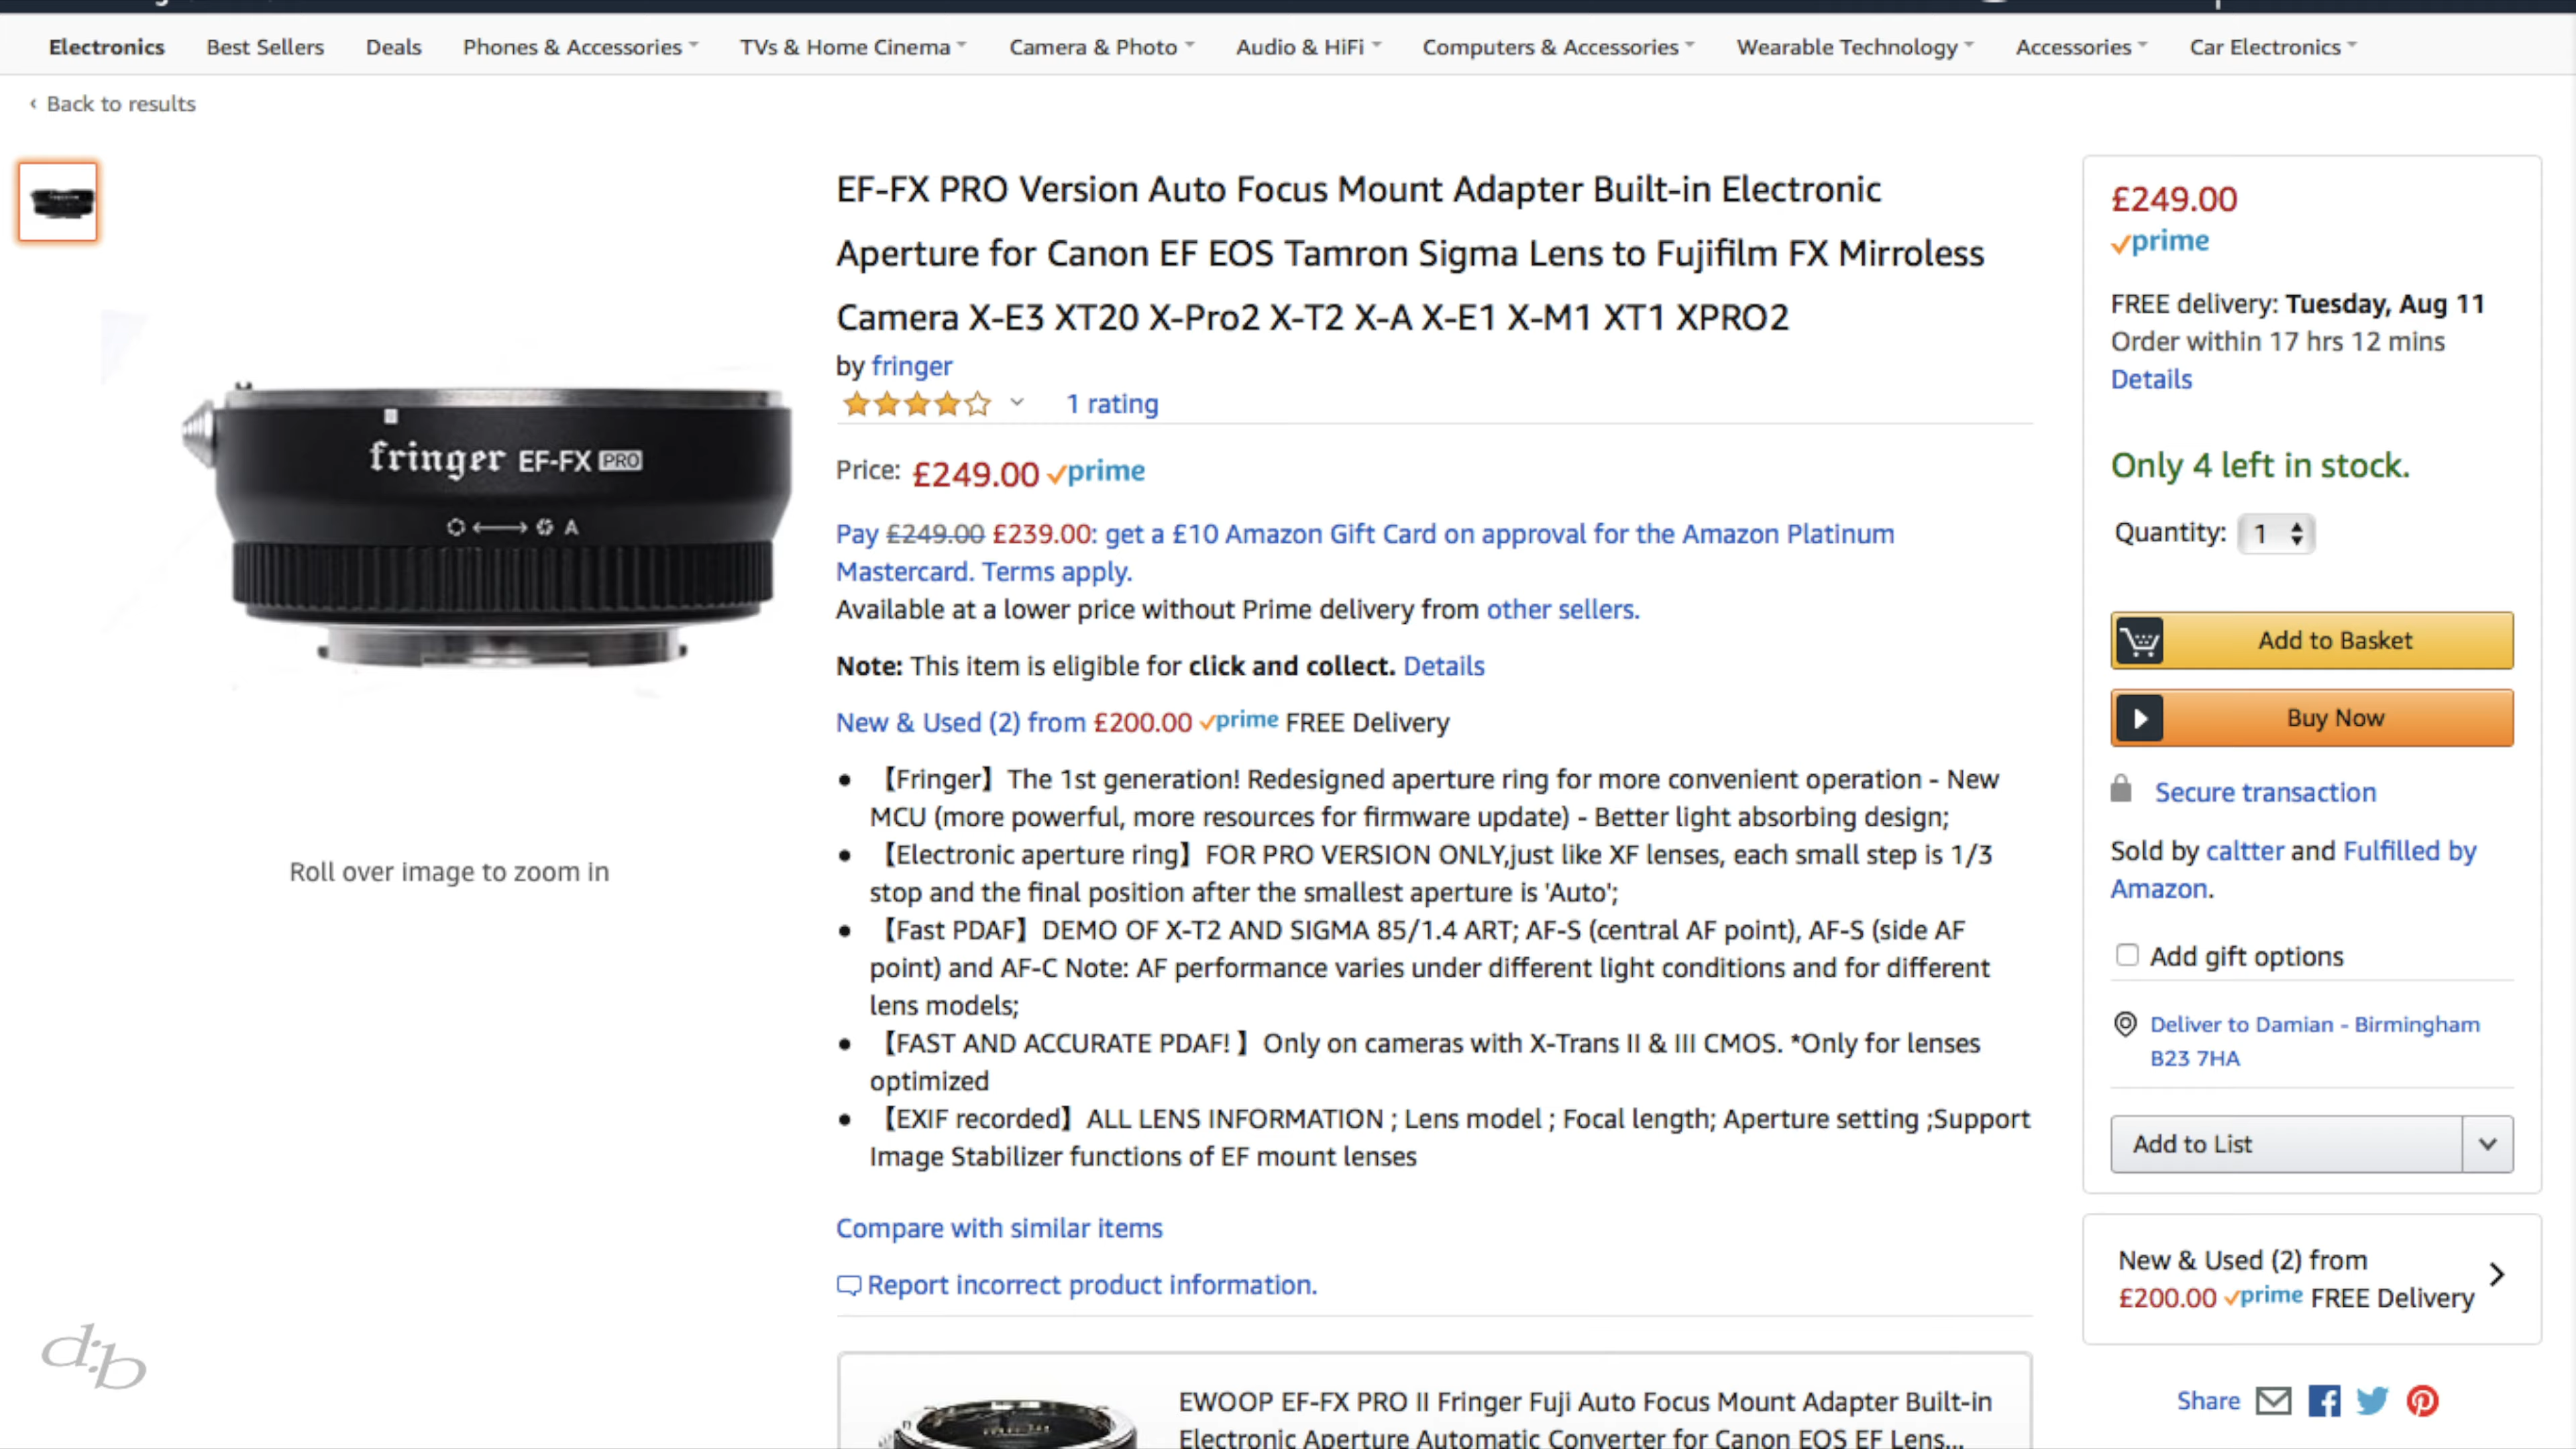 Electronics Best Sellers Deals Phones & Accessories TVs & Home Cinema Camera & Photo Audio & HiFi Computers & Accessories Wearable Technology Accessories Car Electronics
‹ Back to results
fringer EF-FX PRO
A
Roll over image to zoom in
EF-FX PRO Version Auto Focus Mount Adapter Built-in Electronic
Aperture for Canon EF EOS Tamron Sigma Lens to Fujifilm FX Mirroless
Camera X-E3 XT20 X-Pro2 X-T2 X-A X-E1 X-M1 XT1 XPRO2
by fringer
1 rating
Price: £249.00 prime
Pay £249.00 £239.00: get a £10 Amazon Gift Card on approval for the Amazon Platinum
Mastercard. Terms apply.
Available at a lower price without Prime delivery from other sellers.
Note: This item is eligible for click and collect. Details
New & Used (2) from £200.00 prime FREE Delivery
• 【Fringer】The 1st generation! Redesigned aperture ring for more convenient operation - New
MCU (more powerful, more resources for firmware update) - Better light absorbing design;
• 【Electronic aperture ring】FOR PRO VERSION ONLY,just like XF lenses, each small step is 1/3
stop and the final position after the smallest aperture is 'Auto';
• 【Fast PDAF】DEMO OF X-T2 AND SIGMA 85/1.4 ART; AF-S (central AF point), AF-S (side AF
point) and AF-C Note: AF performance varies under different light conditions and for different
lens models;
• 【FAST AND ACCURATE PDAF! 】Only on cameras with X-Trans II & III CMOS. *Only for lenses
optimized
• 【EXIF recorded】ALL LENS INFORMATION ; Lens model ; Focal length; Aperture setting ;Support
Image Stabilizer functions of EF mount lenses
Compare with similar items
Report incorrect product information.
EWOOP EF-FX PRO II Fringer Fuji Auto Focus Mount Adapter Built-in
Electronic Aperture Automatic Converter for Canon EOS EF Lens...
£249.00
prime
FREE delivery: Tuesday, Aug 11
Order within 17 hrs 12 mins
Details
Only 4 left in stock.
Quantity: 1
Add to Basket
Buy Now
Secure transaction
Sold by caltter and Fulfilled by
Amazon.
Add gift options
Deliver to Damian - Birmingham
B23 7HA
Add to List
New & Used (2) from
£200.00 prime FREE Delivery
Share
d:b